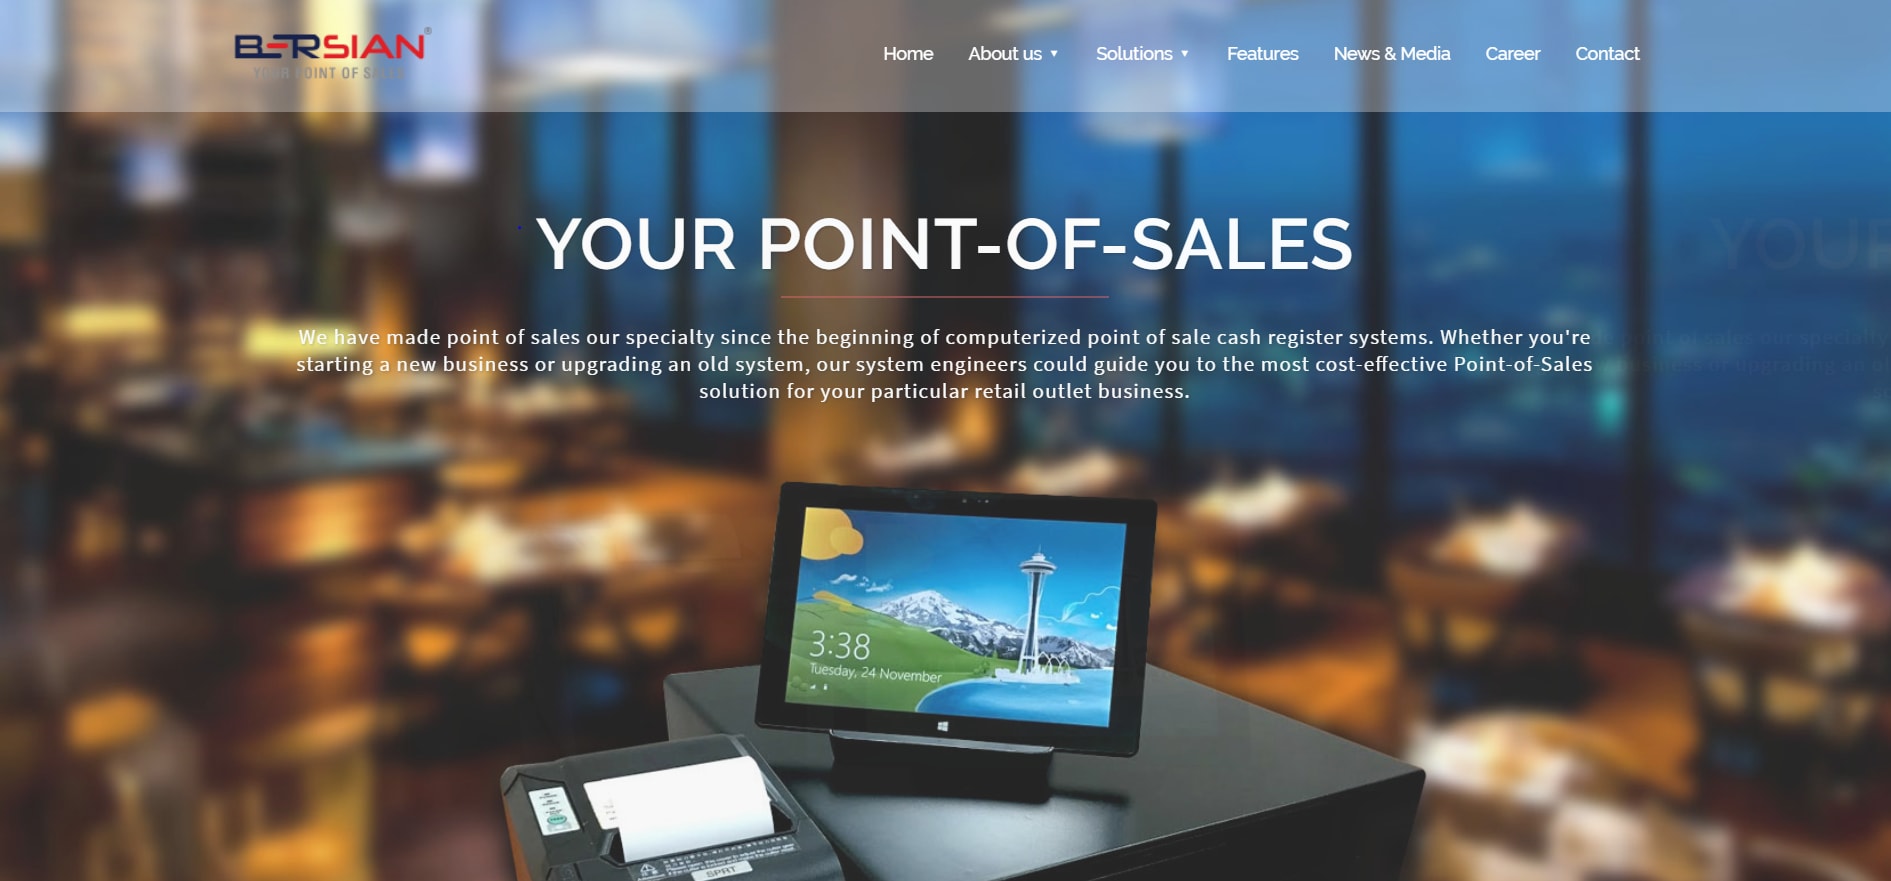 BERSIAN®
YOUR POINT OF SALES
Home About us ▼ Solutions ▼ Features News & Media Career Contact
YOUR POINT-OF-SALES
We have made point of sales our specialty since the beginning of computerized point of sale cash register systems. Whether you're
starting a new business or upgrading an old system, our system engineers could guide you to the most cost-effective Point-of-Sales
solution for your particular retail outlet business.
3:38
Tuesday, 24 November
SPRT